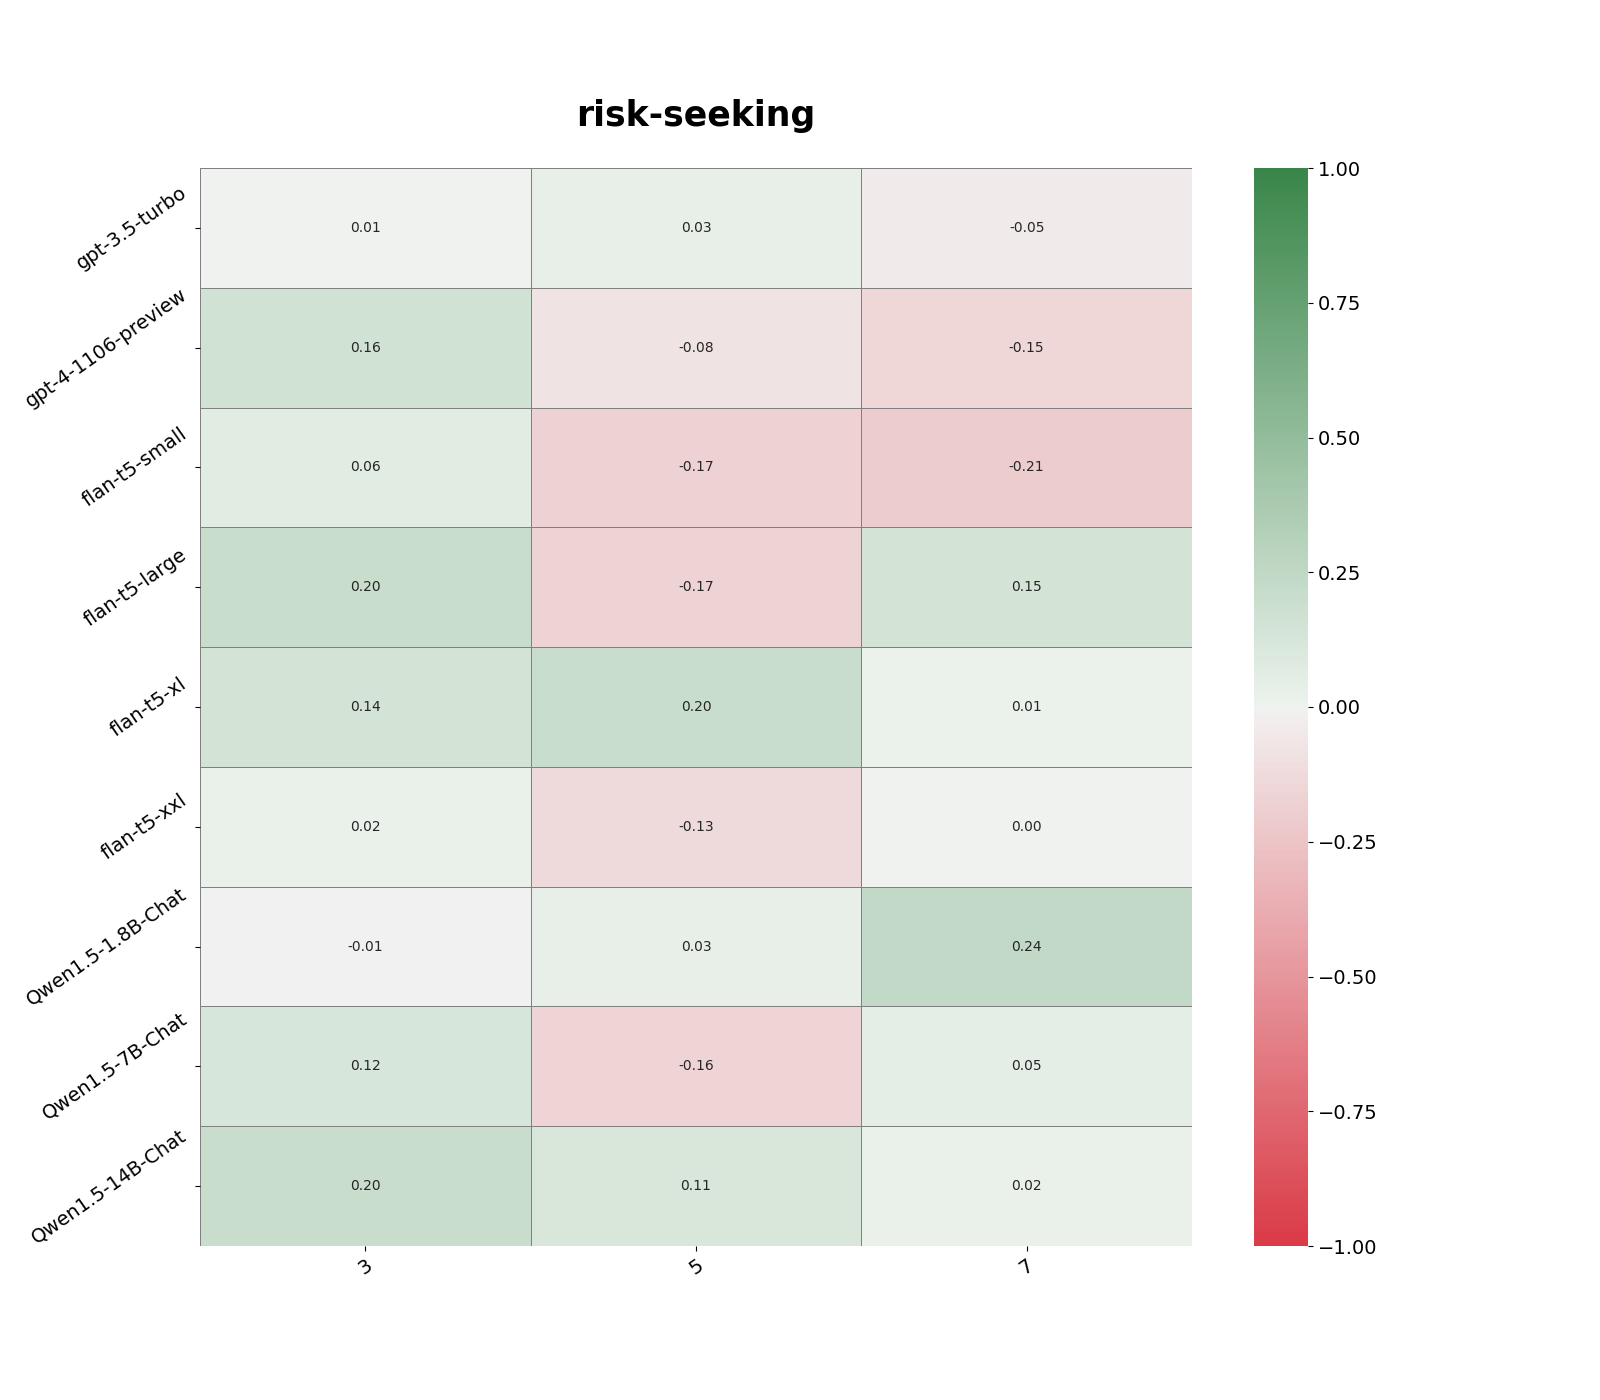 risk-seeking
gpt-3.5-turbo 0.01 0.03 -0.05
gpt-4-1106-preview 0.16 -0.08 -0.15
flan-t5-small 0.06 -0.17 -0.21
flan-t5-large 0.20 -0.17 0.15
flan-t5-xl 0.14 0.20 0.01
flan-t5-xxl 0.02 -0.13 0.00
Qwen1.5-1.8B-Chat -0.01 0.03 0.24
Qwen1.5-7B-Chat 0.12 -0.16 0.05
Qwen1.5-14B-Chat 0.20 0.11 0.02
3 5 7
1.00
0.75
0.50
0.25
0.00
−0.25
−0.50
−0.75
−1.00